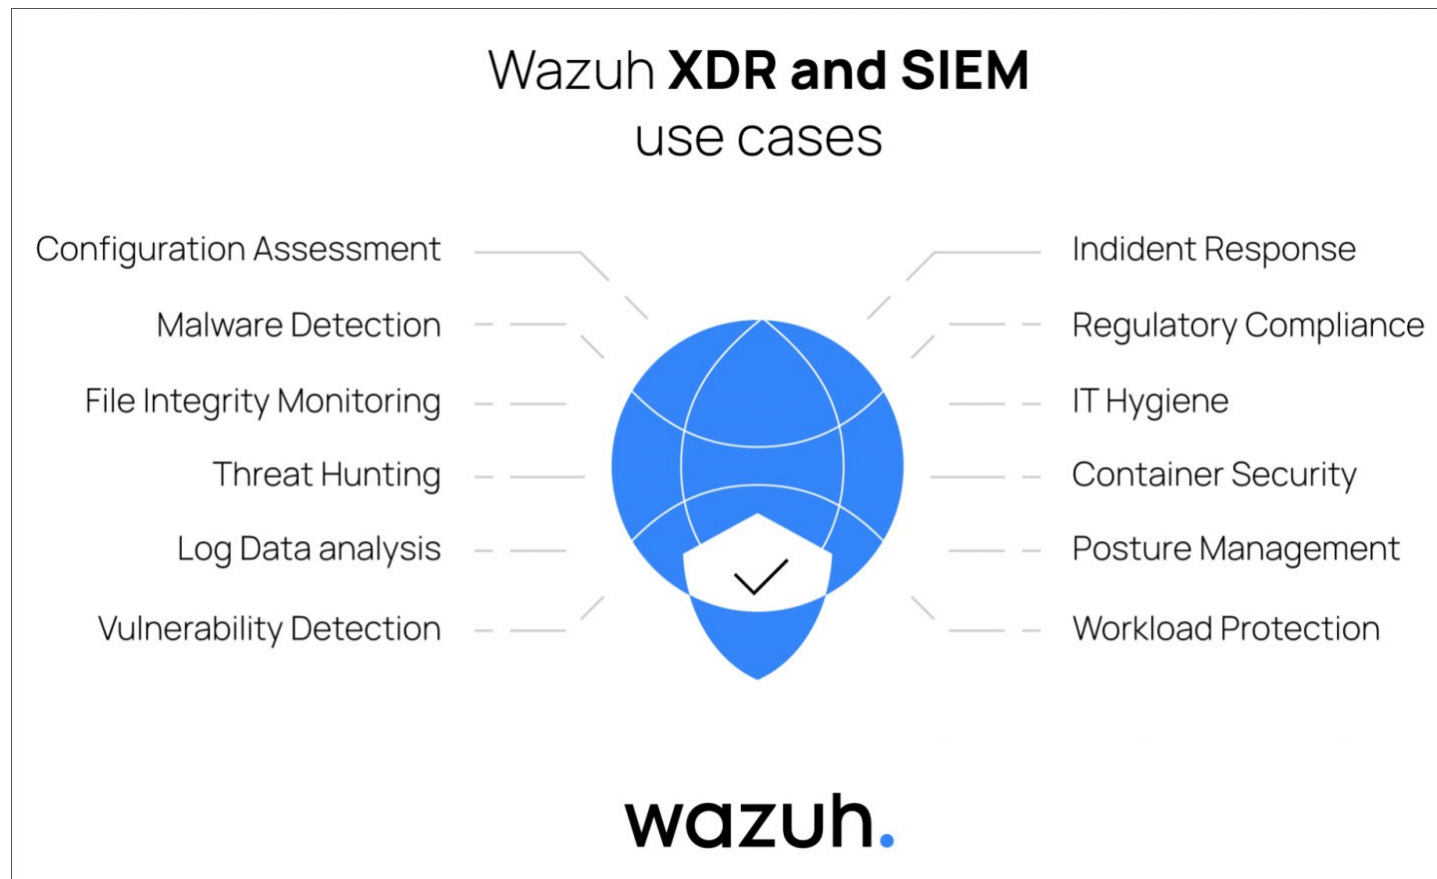 Wazuh XDR and SIEM
use cases
Configuration Assessment
Malware Detection
File Integrity Monitoring
Threat Hunting
Log Data analysis
Vulnerability Detection
Indident Response
Regulatory Compliance
IT Hygiene
Container Security
Posture Management
Workload Protection
wazuh.